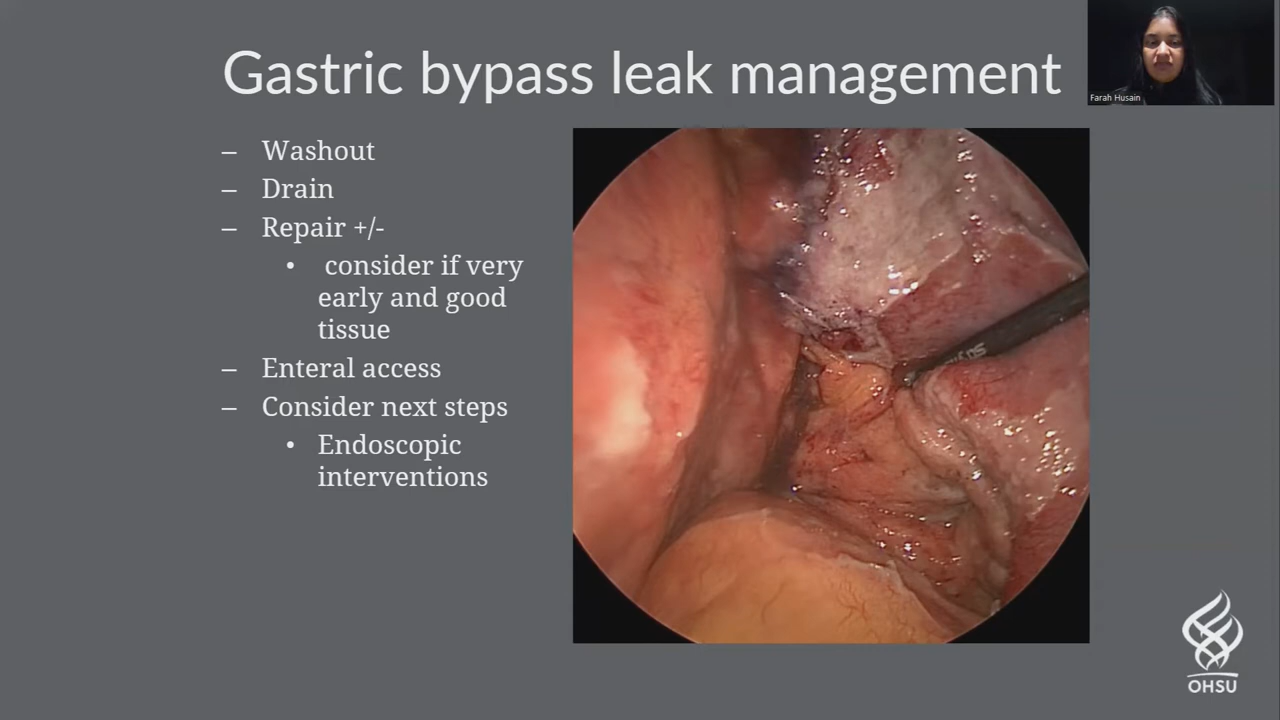 Gastric bypass leak management
Farah Husain
– Washout
– Drain
– Repair +/-
• consider if very
early and good
tissue
– Enteral access
– Consider next steps
• Endoscopic
interventions
OHSU